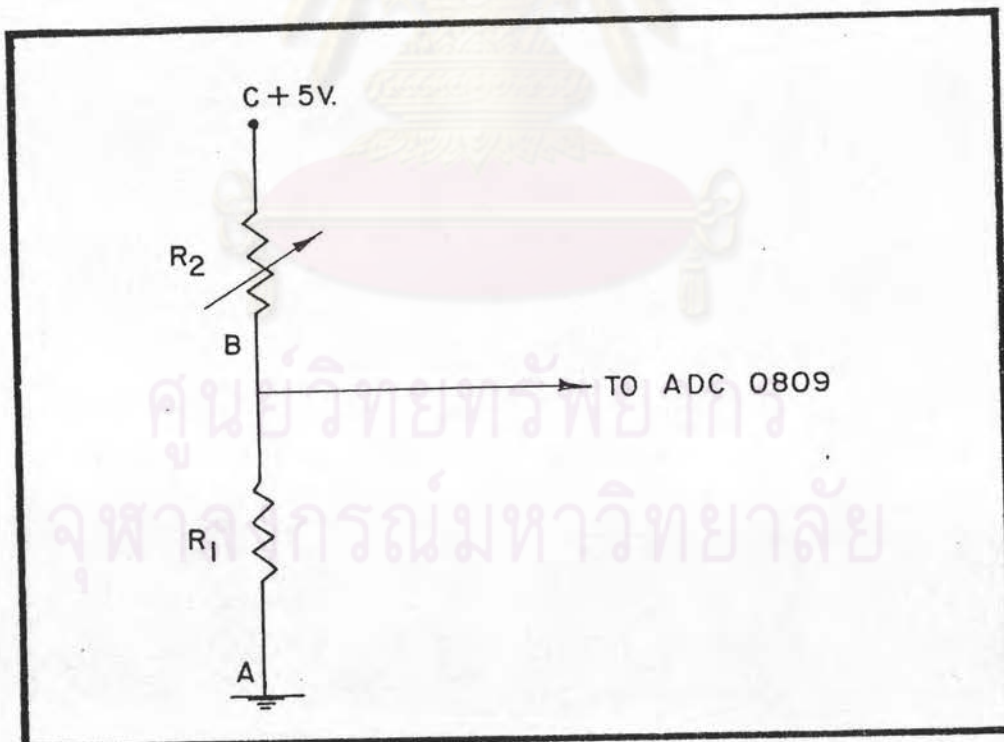 C + 5V.
R2
B
TO ADC 0809
ศูนย์วิทยทรัพยากร
R1
จุฬาลงกรณ์มหาวิทยาลัย
A